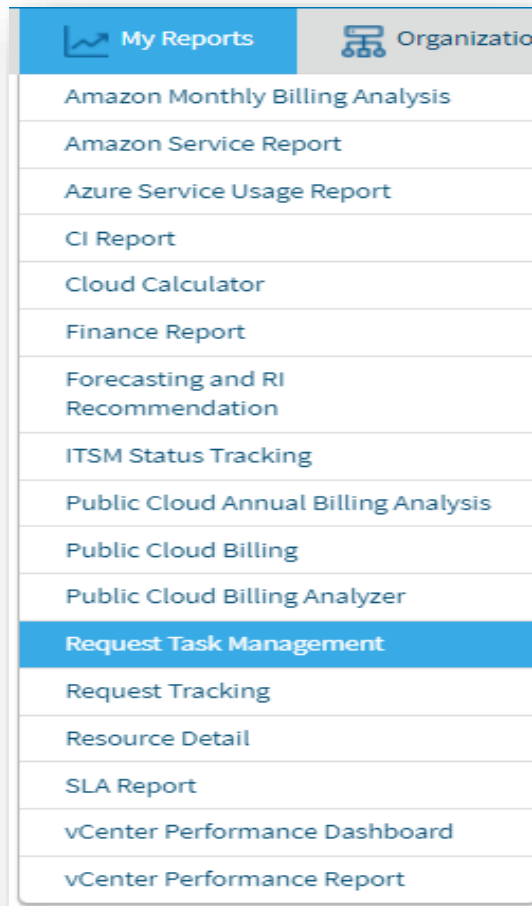 My Reports
Organizatio
Amazon Monthly Billing Analysis
Amazon Service Report
Azure Service Usage Report
CI Report
Cloud Calculator
Finance Report
Forecasting and RI
Recommendation
ITSM Status Tracking
Public Cloud Annual Billing Analysis
Public Cloud Billing
Public Cloud Billing Analyzer
Request Task Management
Request Tracking
Resource Detail
SLA Report
vCenter Performance Dashboard
vCenter Performance Report